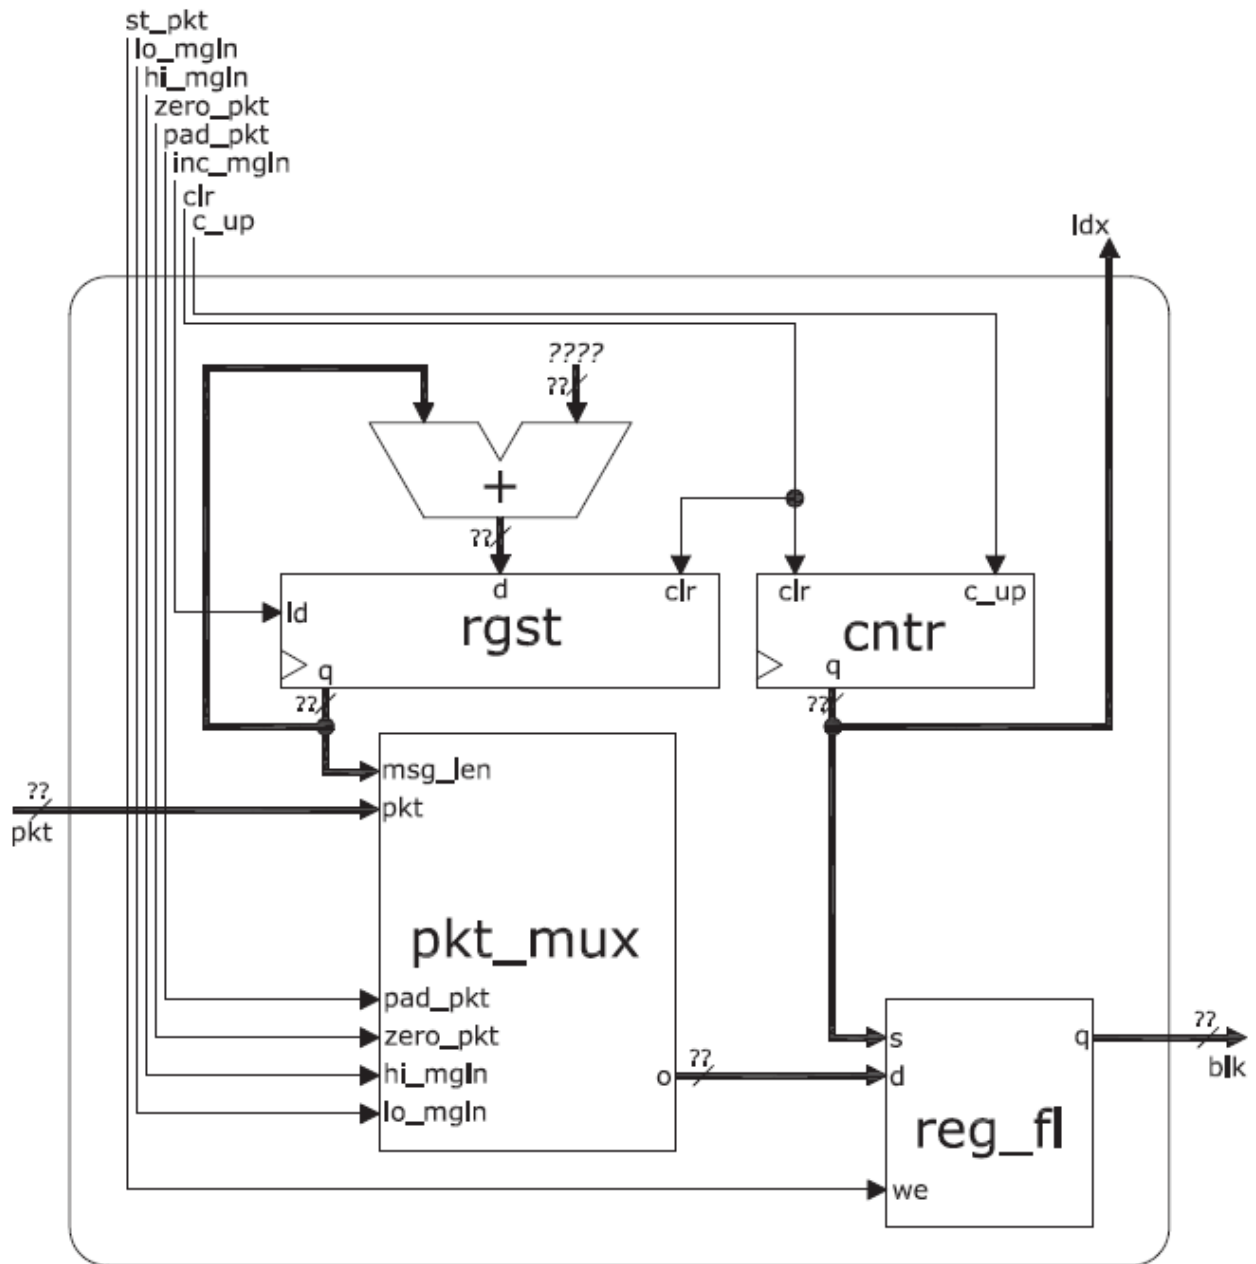 st_pkt
lo_mgln
hi_mgln
zero_pkt
pad_pkt
inc_mgln
clr
c_up
ldx
????
??
+
??
d
clr
clr
c_up
ld
rgst
cntr
q
q
??
??
msg_len
??
pkt
pkt
pkt_mux
pad_pkt
zero_pkt
s
q
??
hi_mgln
o
??
d
blk
lo_mgln
reg_fl
we